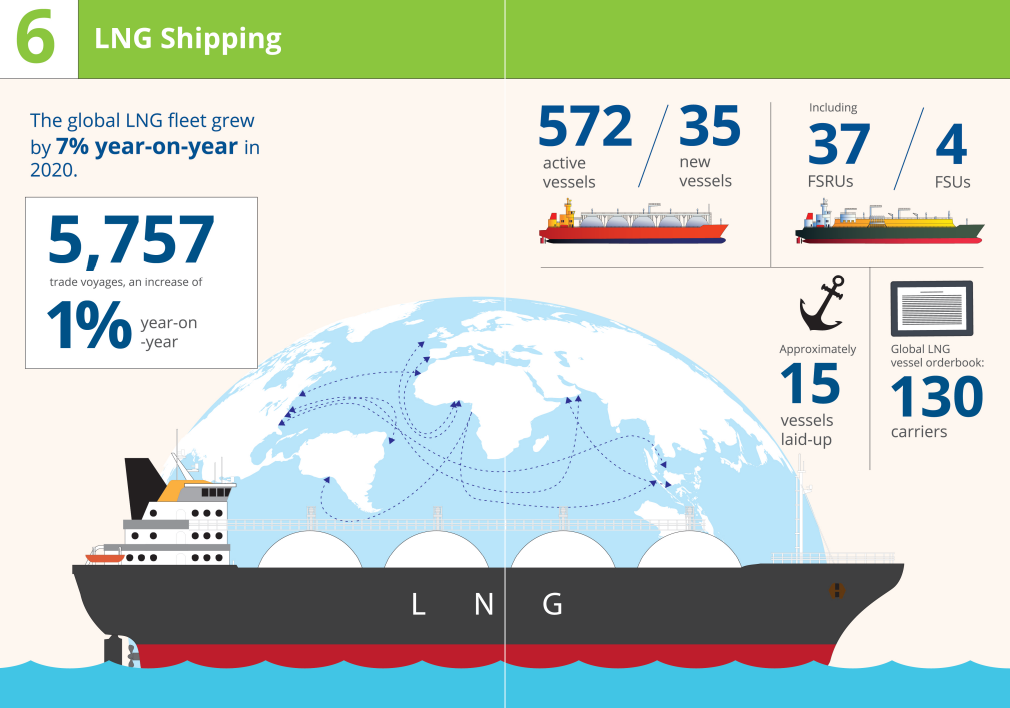 6
LNG Shipping
The global LNG fleet grew
by 7% year-on-year in
2020.
5,757
trade voyages, an increase of
1% year-on
-year
572 / 35
active
vessels
new
vessels
Including
37 / 4
FSRUs
FSUs
Approximately
15
vessels
laid-up
Global LNG
vessel orderbook:
130
carriers
L N G